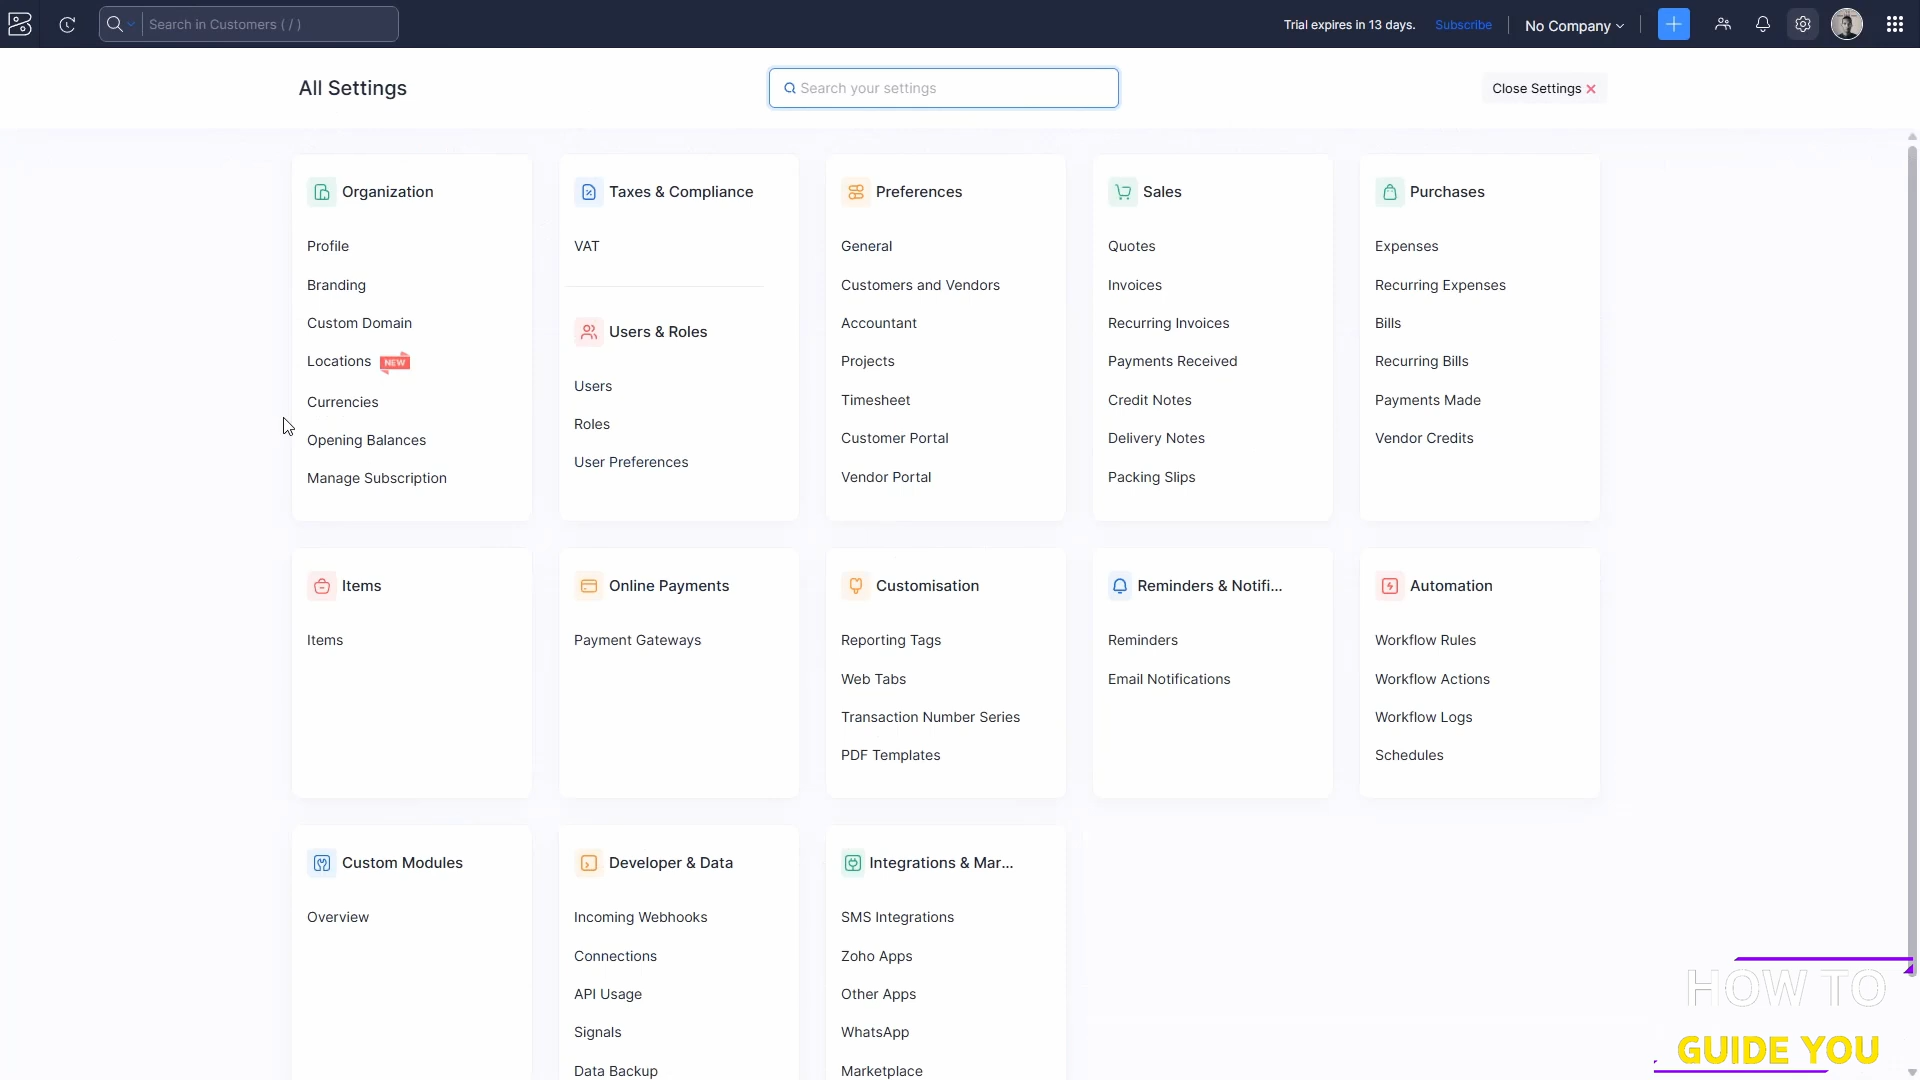 Search in Customers ( / )
Trial expires in 13 days.
Subscribe
No Company
All Settings
Search your settings
Close Settings
Organization
Profile
Branding
Custom Domain
Locations NEW
Currencies
Opening Balances
Manage Subscription
Taxes & Compliance
VAT
Users & Roles
Users
Roles
User Preferences
Preferences
General
Customers and Vendors
Accountant
Projects
Timesheet
Customer Portal
Vendor Portal
Sales
Quotes
Invoices
Recurring Invoices
Payments Received
Credit Notes
Delivery Notes
Packing Slips
Purchases
Expenses
Recurring Expenses
Bills
Recurring Bills
Payments Made
Vendor Credits
Items
Items
Online Payments
Payment Gateways
Customisation
Reporting Tags
Web Tabs
Transaction Number Series
PDF Templates
Reminders & Notifi...
Reminders
Email Notifications
Automation
Workflow Rules
Workflow Actions
Workflow Logs
Schedules
Custom Modules
Overview
Developer & Data
Incoming Webhooks
Connections
API Usage
Signals
Data Backup
Integrations & Mar...
SMS Integrations
Zoho Apps
Other Apps
WhatsApp
Marketplace
HOW TO
GUIDE YOU